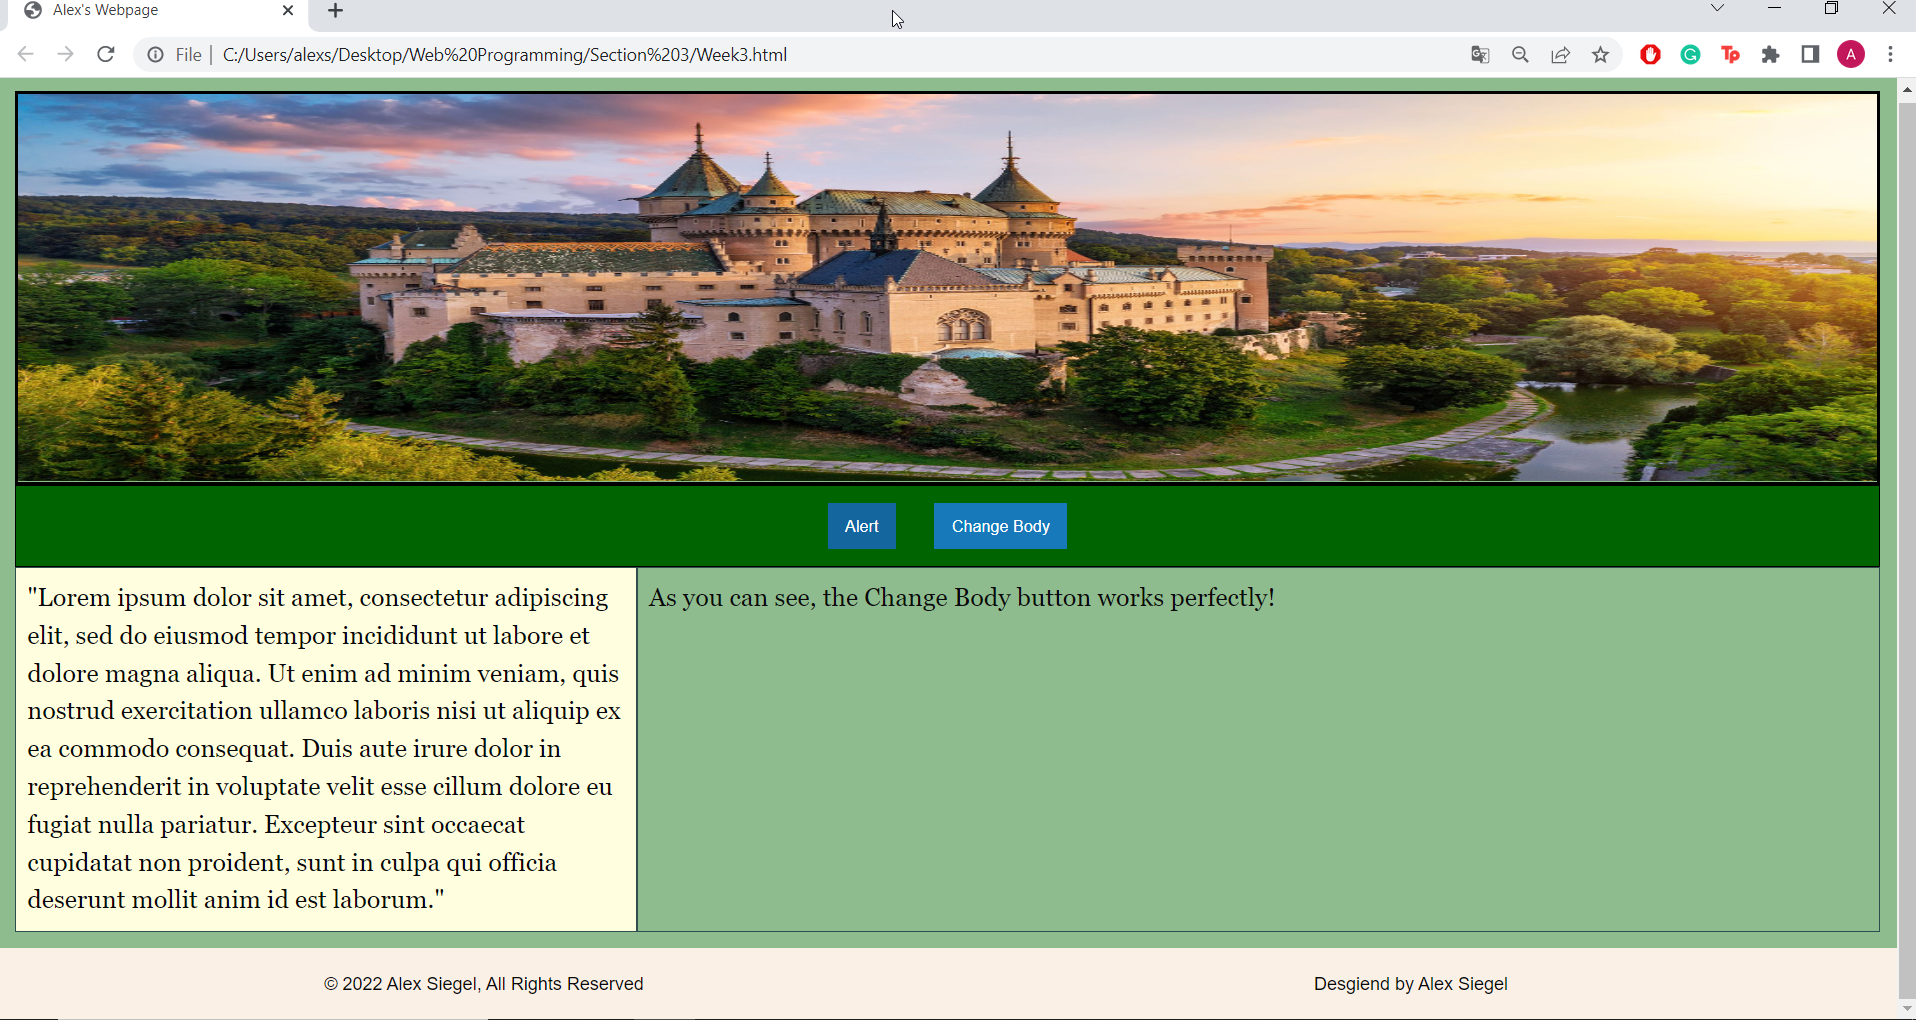 Alex's Webpage
File | C:/Users/alexs/Desktop/Web%20Programming/Section%203/Week3.html
G
Tp
A
Alert
Change Body
"Lorem ipsum dolor sit amet, consectetur adipiscing
elit, sed do eiusmod tempor incididunt ut labore et
dolore magna aliqua. Ut enim ad minim veniam, quis
nostrud exercitation ullamco laboris nisi ut aliquip ex
ea commodo consequat. Duis aute irure dolor in
reprehenderit in voluptate velit esse cillum dolore eu
fugiat nulla pariatur. Excepteur sint occaecat
cupidatat non proident, sunt in culpa qui officia
deserunt mollit anim id est laborum."
As you can see, the Change Body button works perfectly!
© 2022 Alex Siegel, All Rights Reserved
Desgiend by Alex Siegel